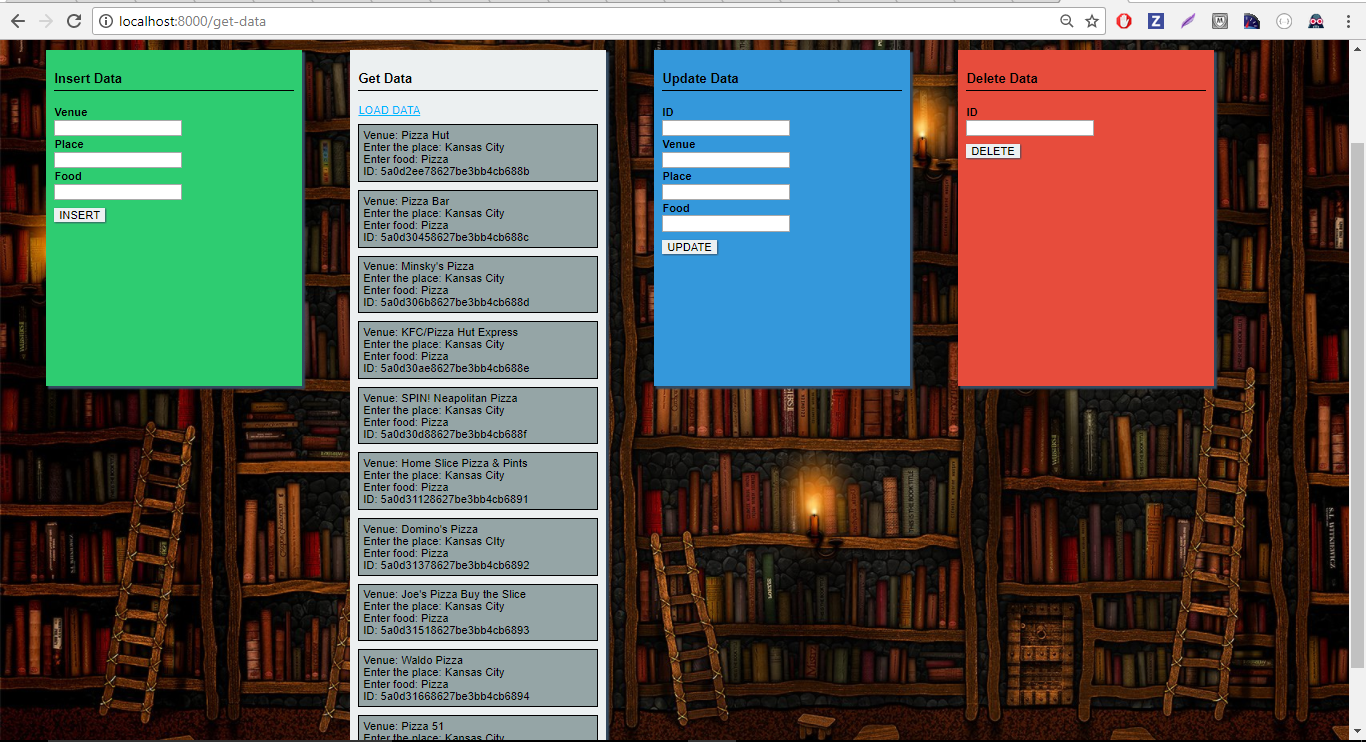 localhost:8000/get-data
Insert Data
Venue
Place
Food
INSERT
Get Data
LOAD DATA
Venue: Pizza Hut
Enter the place: Kansas City
Enter food: Pizza
ID: 5a0d2ee78627be3bb4cb688b
Venue: Pizza Bar
Enter the place: Kansas City
Enter food: Pizza
ID: 5a0d30458627be3bb4cb688c
Venue: Minsky's Pizza
Enter the place: Kansas City
Enter food: Pizza
ID: 5a0d306b8627be3bb4cb688d
Venue: KFC/Pizza Hut Express
Enter the place: Kansas City
Enter food: Pizza
ID: 5a0d30ae8627be3bb4cb688e
Venue: SPIN! Neapolitan Pizza
Enter the place: Kansas City
Enter food: Pizza
ID: 5a0d30d88627be3bb4cb688f
Venue: Home Slice Pizza & Pints
Enter the place: Kansas City
Enter food: Pizza
ID: 5a0d31128627be3bb4cb6891
Venue: Domino's Pizza
Enter the place: Kansas CIty
Enter food: Pizza
ID: 5a0d31378627be3bb4cb6892
Venue: Joe's Pizza Buy the Slice
Enter the place: Kansas City
Enter food: Pizza
ID: 5a0d31518627be3bb4cb6893
Venue: Waldo Pizza
Enter the place: Kansas City
Enter food: Pizza
ID: 5a0d31668627be3bb4cb6894
Venue: Pizza 51
Enter the place: Kansas City
Update Data
ID
Venue
Place
Food
UPDATE
Delete Data
ID
DELETE